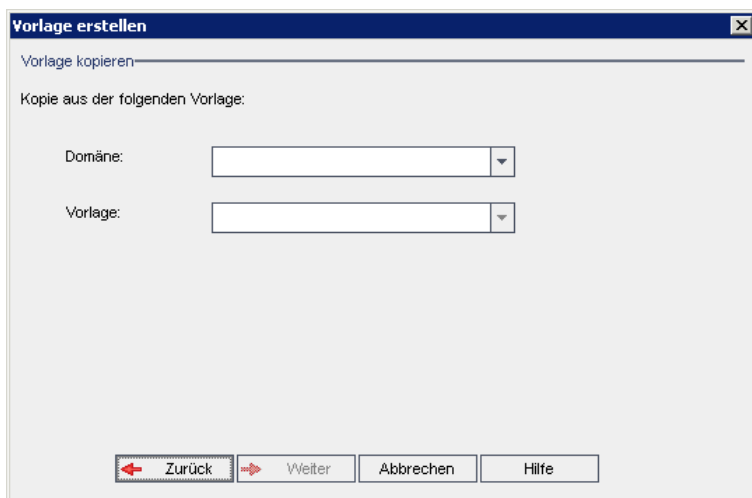 Vorlage erstellen
Vorlage kopieren
Kopie aus der folgenden Vorlage:
Domäne:
Vorlage:
Zurück Weiter Abbrechen Hilfe